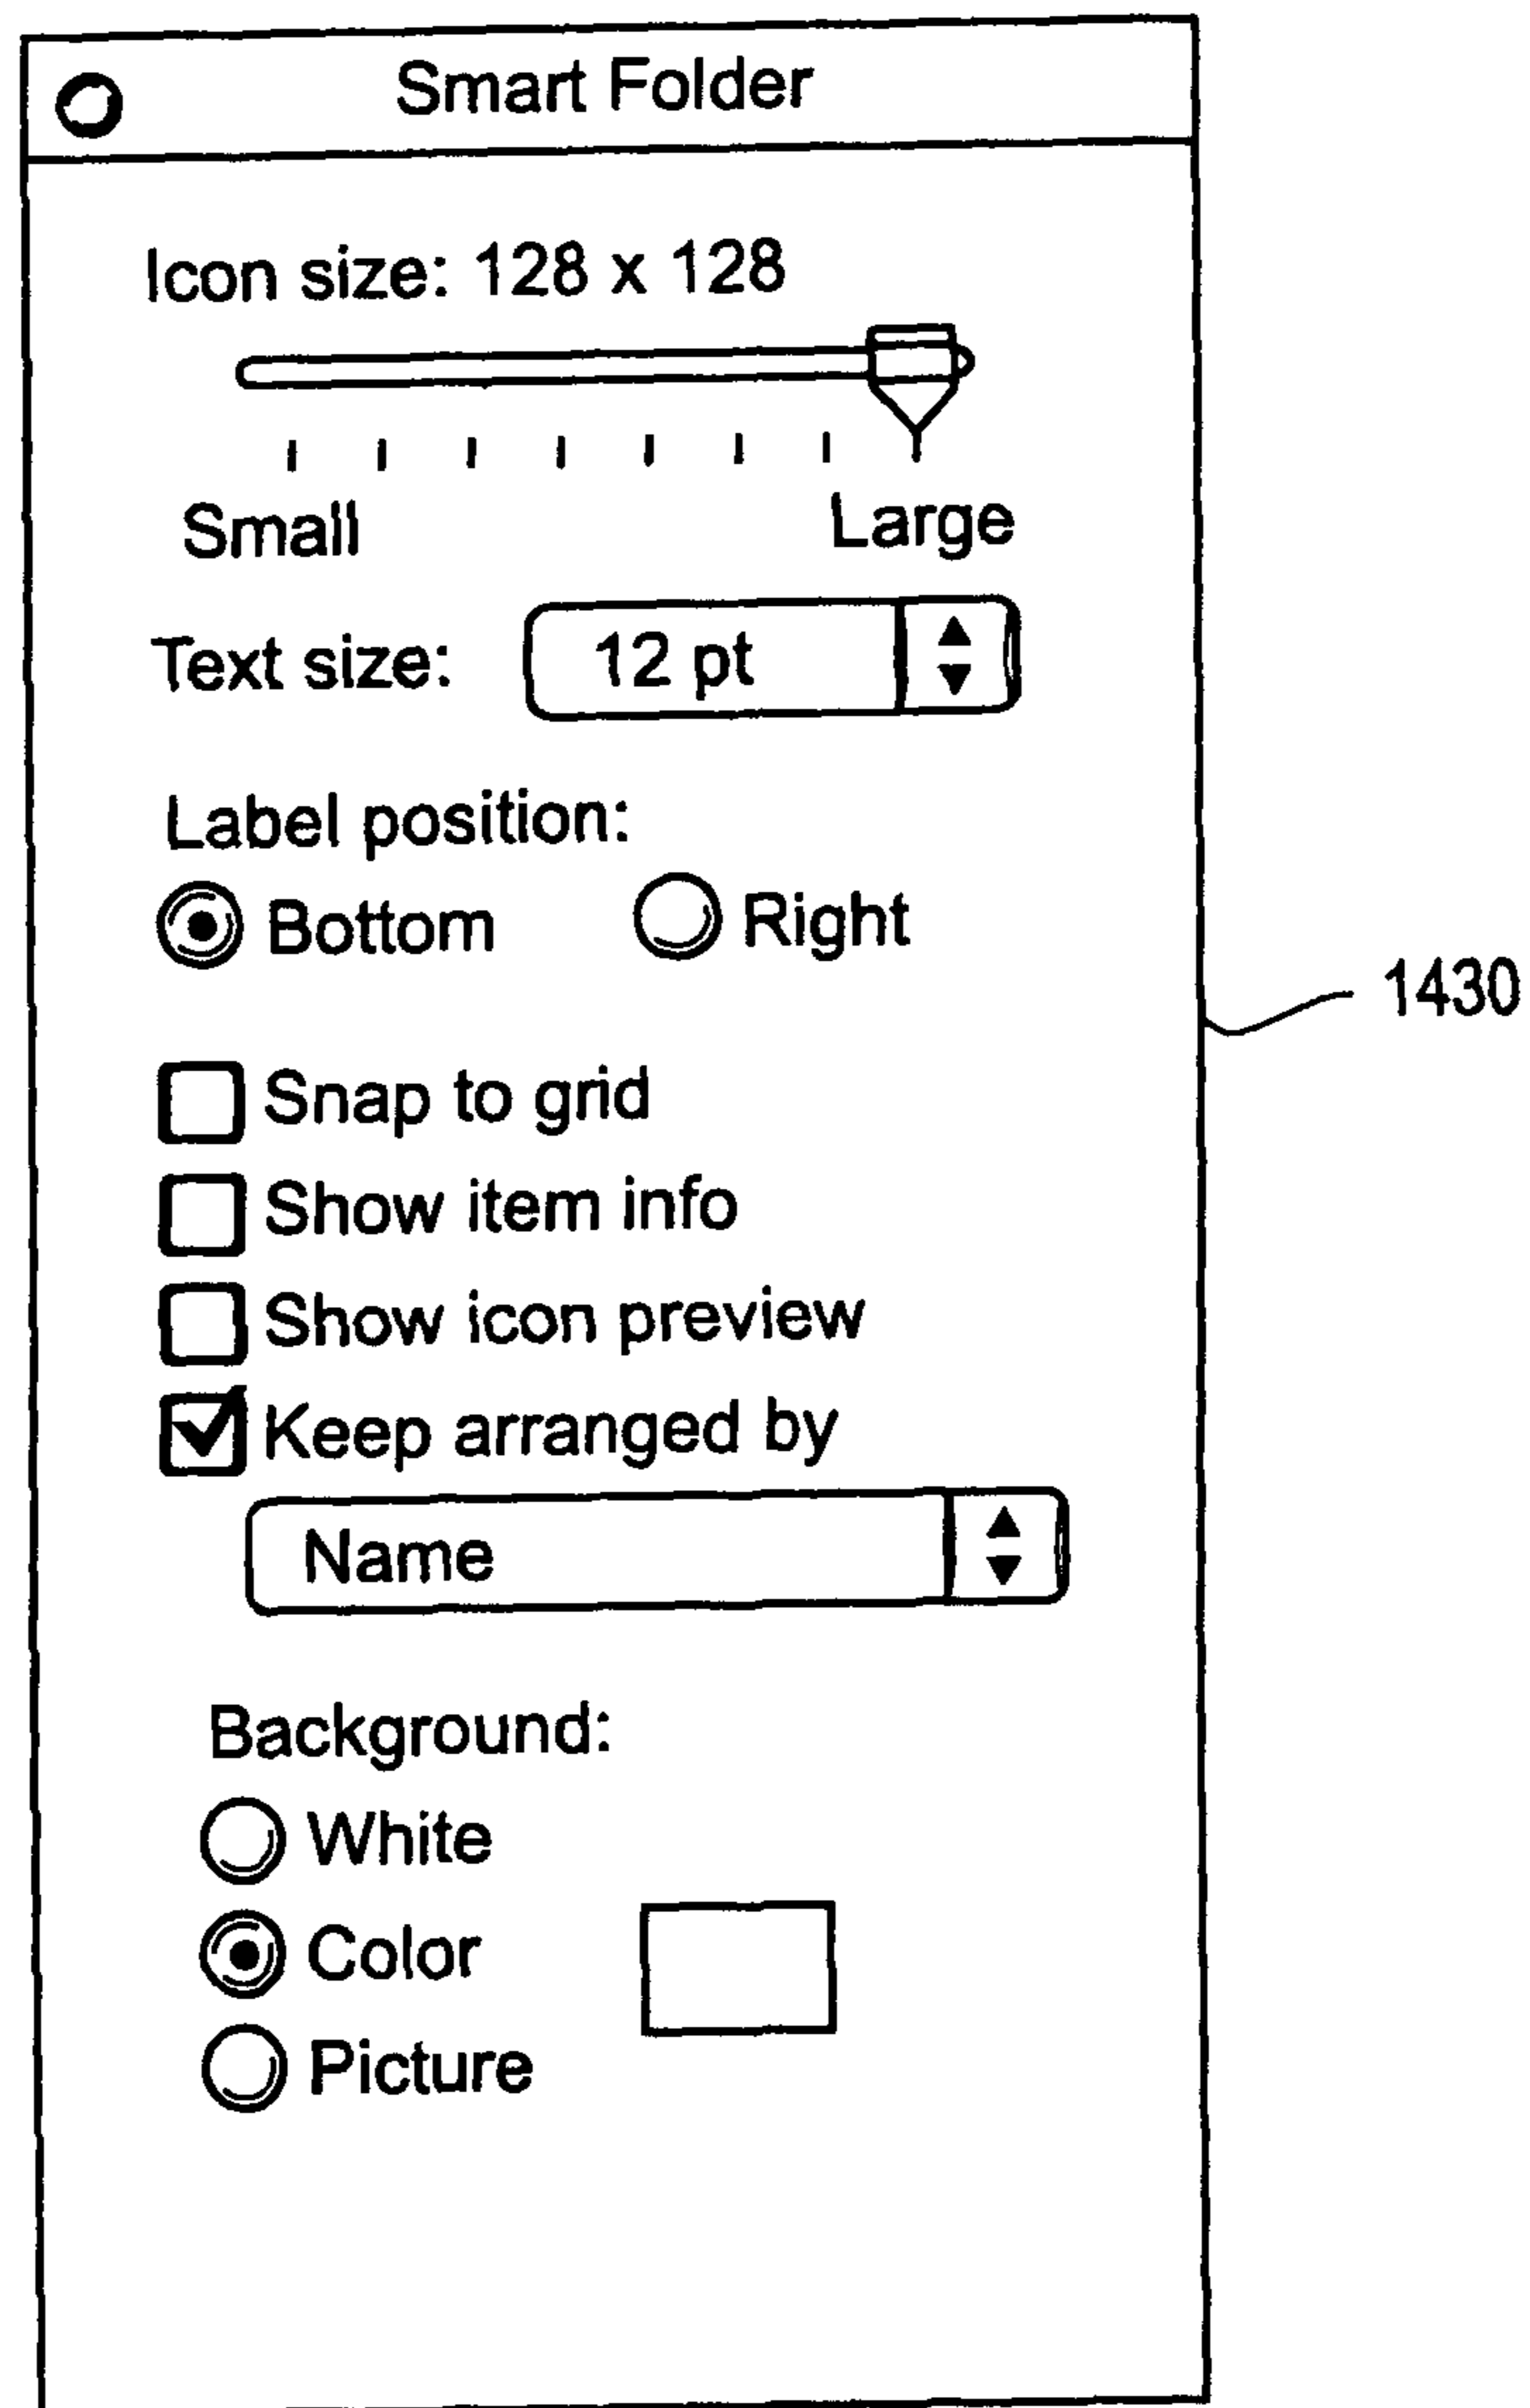 Smart Folder
Icon size: 128 x 128
Small Large
Text size: 12 pt
Label position:
Bottom Right
1430
Snap to grid
Show item info
Show icon preview
Keep arranged by
Name
Background:
White
Color
Picture